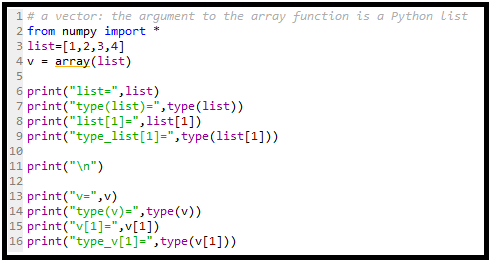 1 # a vector: the argument to the array function is a Python list
2 from numpy import *
3 list=[1,2,3,4]
4 v = array(list)
5
6 print("list=",list)
7 print("type(list)=",type(list))
8 print("list[1]=",list[1])
9 print("type_list[1]=",type(list[1]))
10
11 print("\n")
12
13 print("v=",v)
14 print("type(v)=",type(v))
15 print("v[1]=",v[1])
16 print("type_v[1]=",type(v[1]))